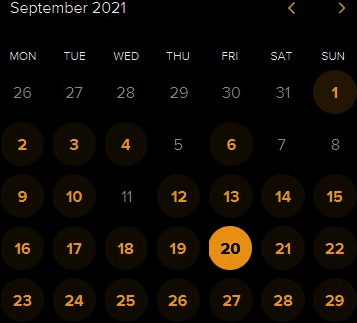 September 2021
MON TUE WED THU FRI SAT SUN
26 27 28 29 30 31 1
2 3 4 5 6 7 8
9 10 11 12 13 14 15
16 17 18 19 20 21 22
23 24 25 26 27 28 29